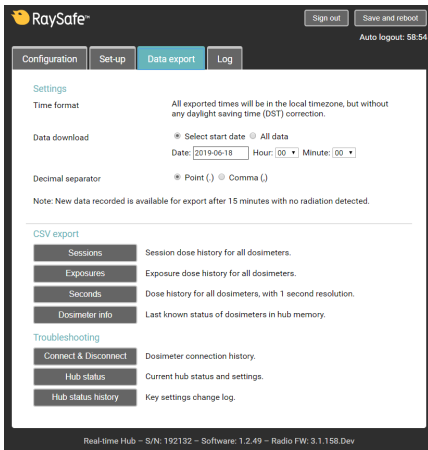 RaySafe™
Sign out Save and reboot
Auto logout: 58:54
Configuration Set-up Data export Log
Settings
Time format All exported times will be in the local timezone, but without
any daylight saving time (DST) correction.
Data download Select start date All data
Date: 2019-06-18 Hour: 00 Minute: 00
Decimal separator Point (.) Comma (,)
Note: New data recorded is available for export after 15 minutes with no radiation detected.
CSV export
Sessions Session dose history for all dosimeters.
Exposures Exposure dose history for all dosimeters.
Seconds Dose history for all dosimeters, with 1 second resolution.
Dosimeter info Last known status of dosimeters in hub memory.
Troubleshooting
Connect & Disconnect Dosimeter connection history.
Hub status Current hub status and settings.
Hub status history Key settings change log.
Real-time Hub – S/N: 192132 – Software: 1.2.49 – Radio FW: 3.1.158.Dev